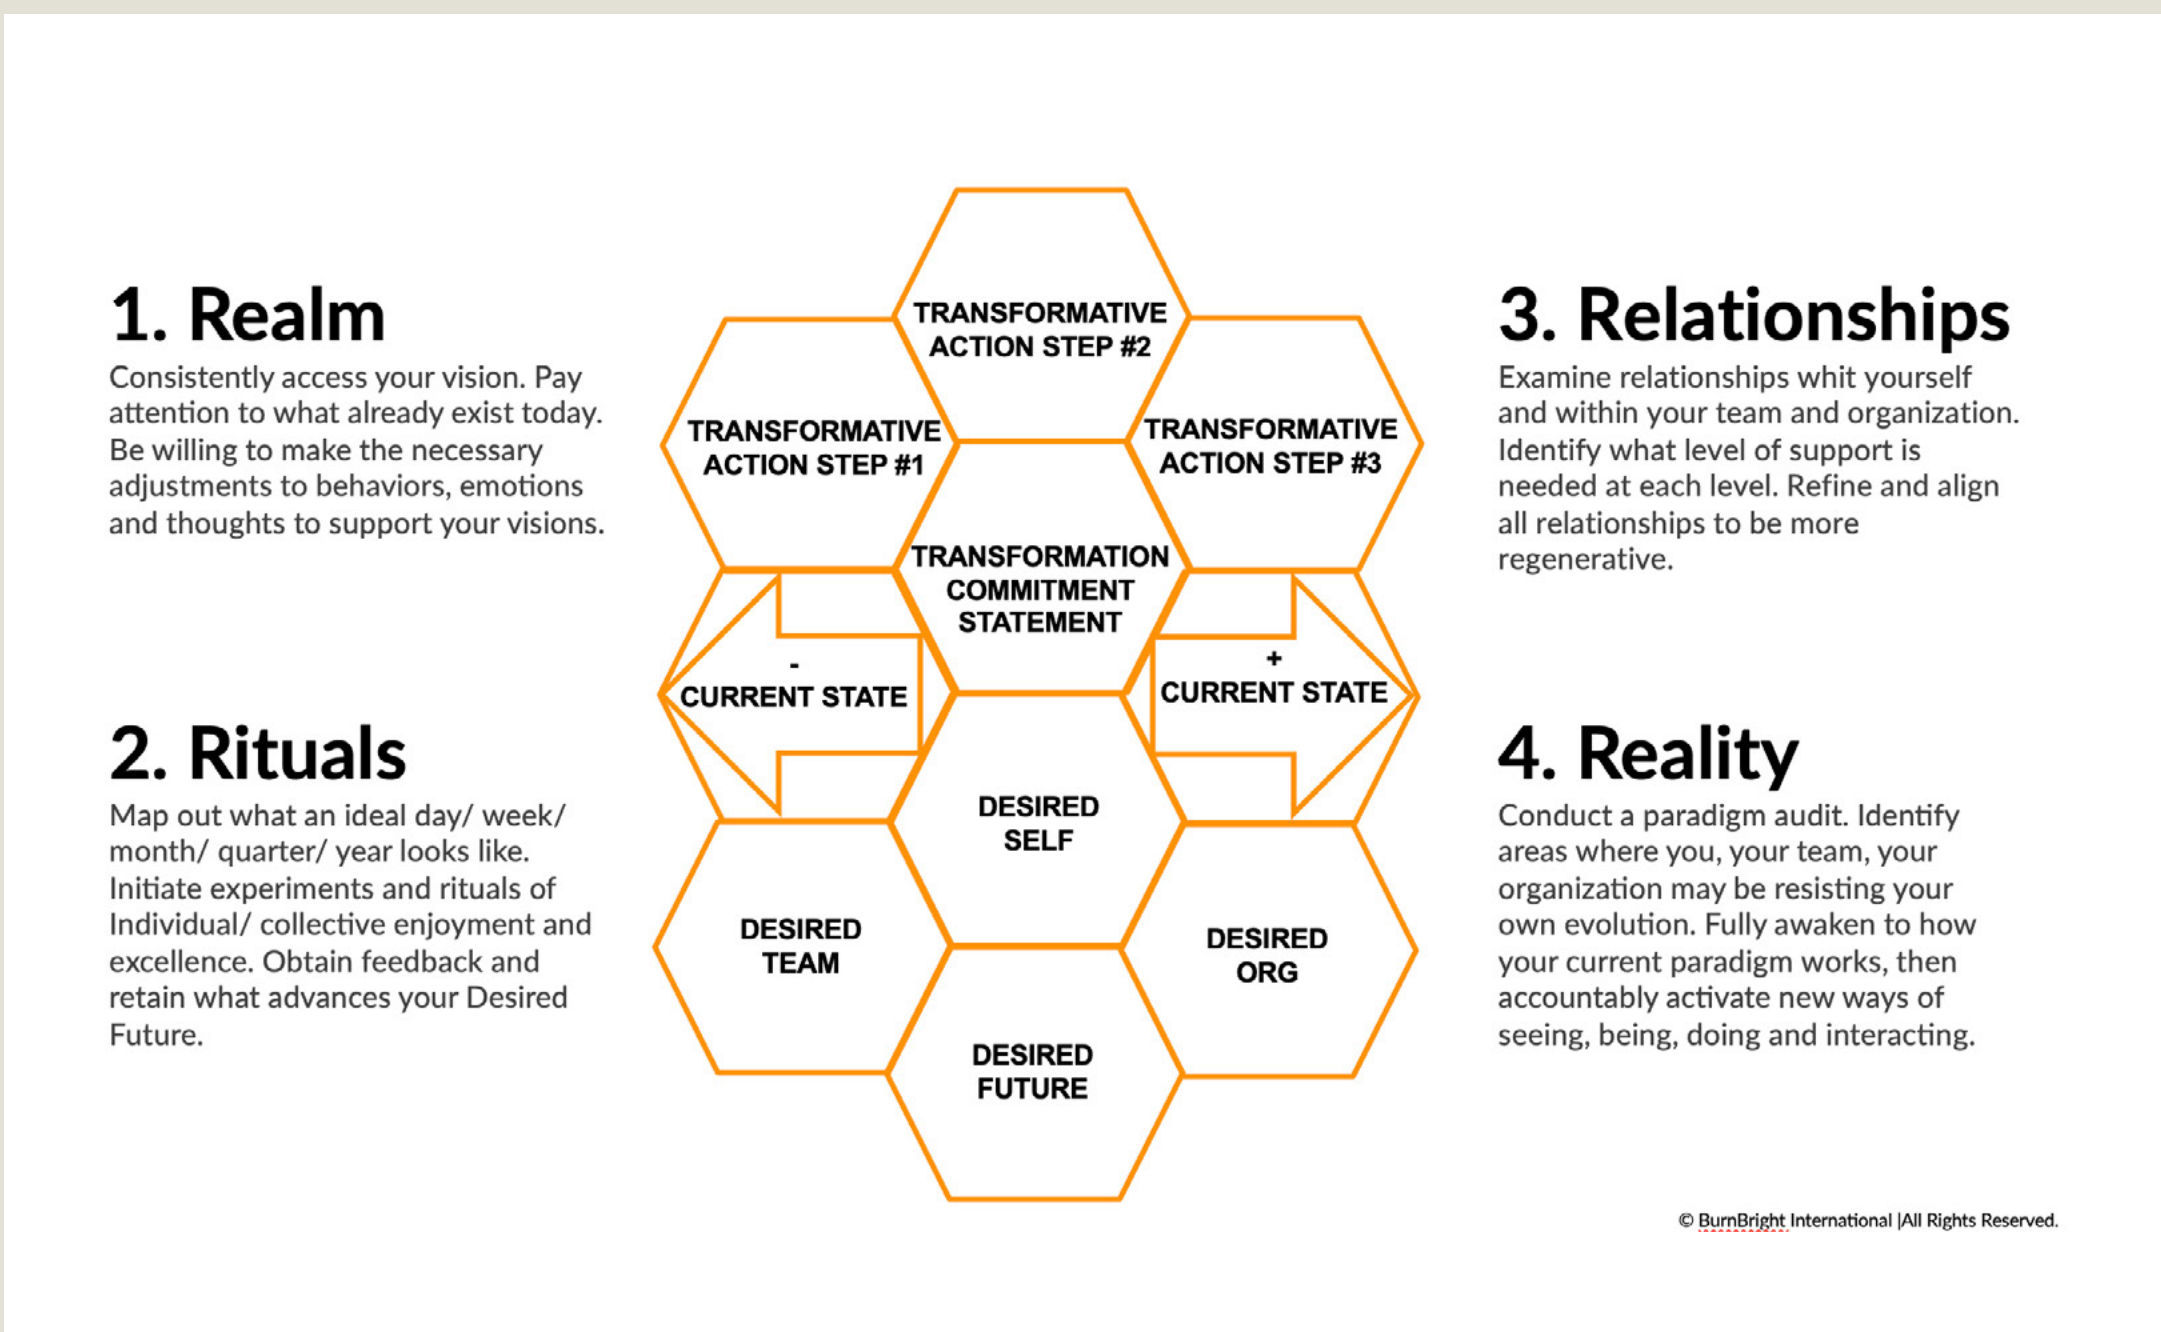 1. Realm
Consistently access your vision. Pay
attention to what already exist today.
Be willing to make the necessary
adjustments to behaviors, emotions
and thoughts to support your visions.
2. Rituals
Map out what an ideal day/ week/
month/ quarter/ year looks like.
Initiate experiments and rituals of
Individual/ collective enjoyment and
excellence. Obtain feedback and
retain what advances your Desired
Future.
TRANSFORMATIVE
ACTION STEP #2
TRANSFORMATIVE
ACTION STEP #1
TRANSFORMATIVE
ACTION STEP #3
TRANSFORMATION
COMMITMENT
STATEMENT
-
CURRENT STATE
+
CURRENT STATE
DESIRED
SELF
DESIRED
TEAM
DESIRED
ORG
DESIRED
FUTURE
3. Relationships
Examine relationships whit yourself
and within your team and organization.
Identify what level of support is
needed at each level. Refine and align
all relationships to be more
regenerative.
4. Reality
Conduct a paradigm audit. Identify
areas where you, your team, your
organization may be resisting your
own evolution. Fully awaken to how
your current paradigm works, then
accountably activate new ways of
seeing, being, doing and interacting.
© BurnBright International |All Rights Reserved.